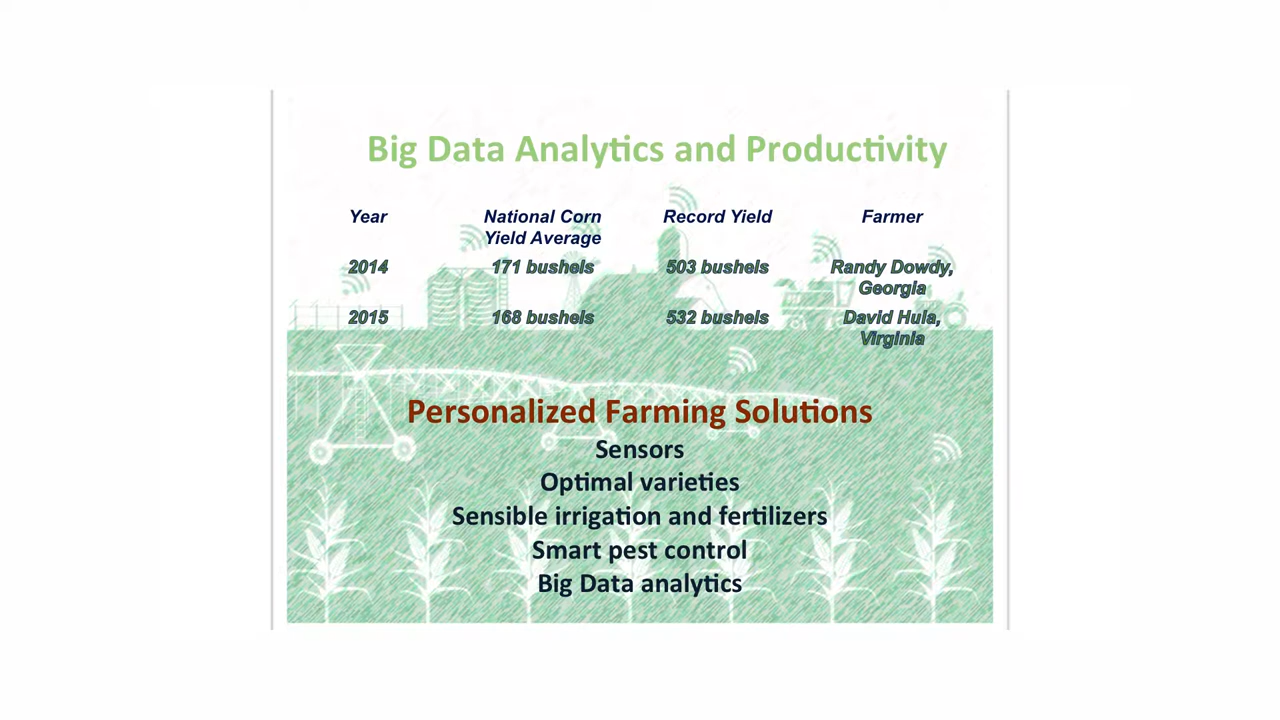 Big Data Analytics and Productivity
Year National Corn Record Yield Farmer
Yield Average
2014 171 bushels 503 bushels Randy Dowdy,
Georgia
2015 168 bushels 532 bushels David Hula,
Virginia
Personalized Farming Solutions
Sensors
Optimal varieties
Sensible irrigation and fertilizers
Smart pest control
Big Data analytics